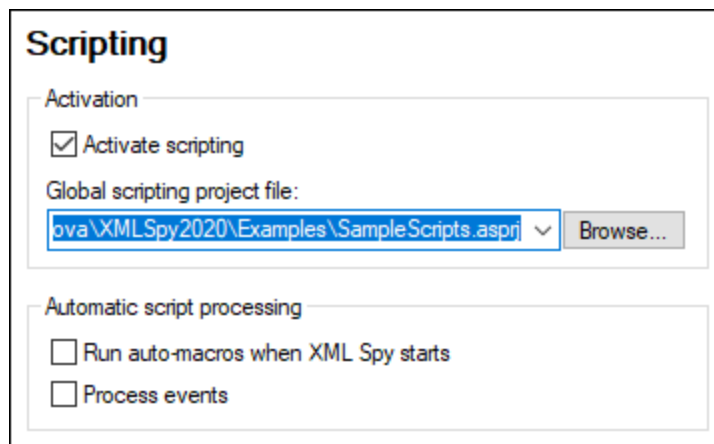 Scripting
Activation
Activate scripting
Global scripting project file:
ova\XMLSpy2020\Examples\SampleScripts.asprj
Browse...
Automatic script processing
Run auto-macros when XML Spy starts
Process events